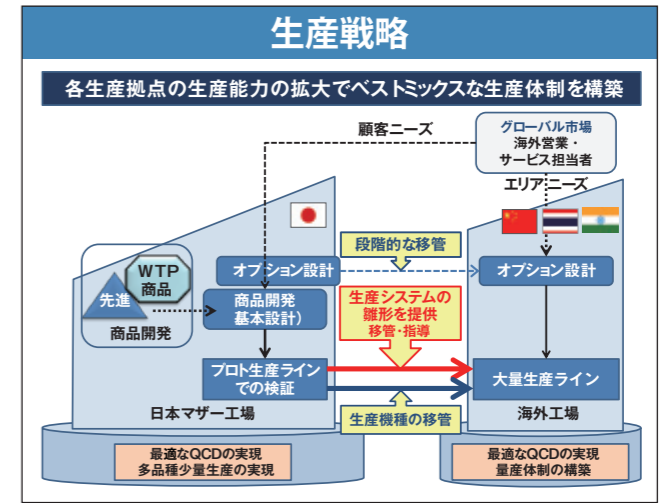 生産戦略
各生産拠点の生産能力の拡大でベストミックスな生産体制を構築
顧客ニーズ
グローバル市場
海外営業・
サービス担当者
エリアニーズ
段階的な移管
オプション設計
オプション設計
WTP
商品
先進
商品開発
商品開発
基本設計）
生産システムの
雛形を提供
移管・指導
プロト生産ライン
での検証
大量生産ライン
日本マザー工場
生産機種の移管
海外工場
最適なQCDの実現
多品種少量生産の実現
最適なQCDの実現
量産体制の構築